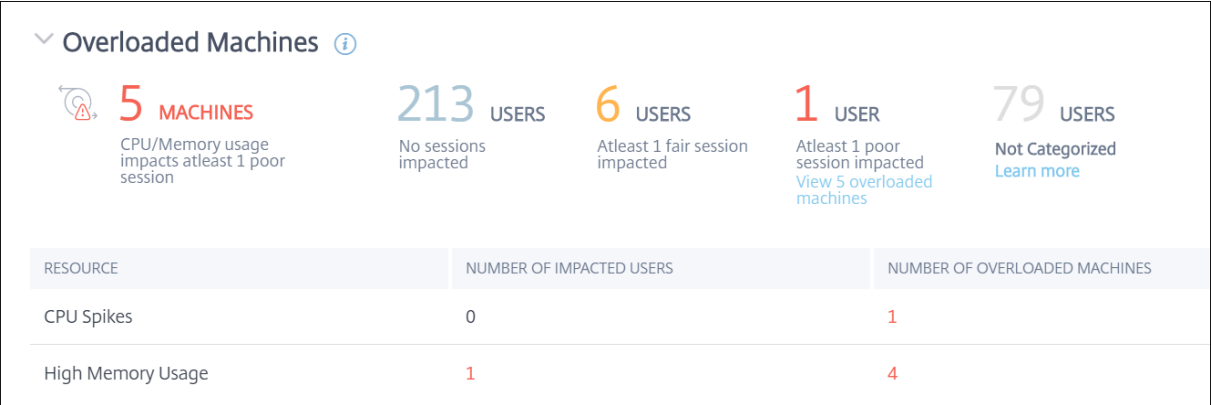 Overloaded Machines i
5 MACHINES
CPU/Memory usage
impacts atleast 1 poor
session
213 USERS
No sessions
impacted
6 USERS
Atleast 1 fair session
impacted
1 USER
Atleast 1 poor
session impacted
View 5 overloaded
machines
79 USERS
Not Categorized
Learn more
RESOURCE NUMBER OF IMPACTED USERS NUMBER OF OVERLOADED MACHINES
CPU Spikes 0 1
High Memory Usage 1 4